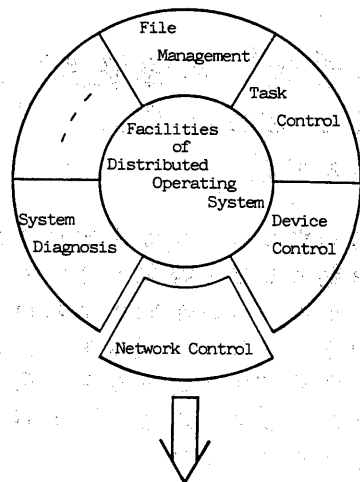 File
Management
Task
Control
Facilities
of
Distributed
Operating
System
System
Diagnosis
Device
Control
Network Control